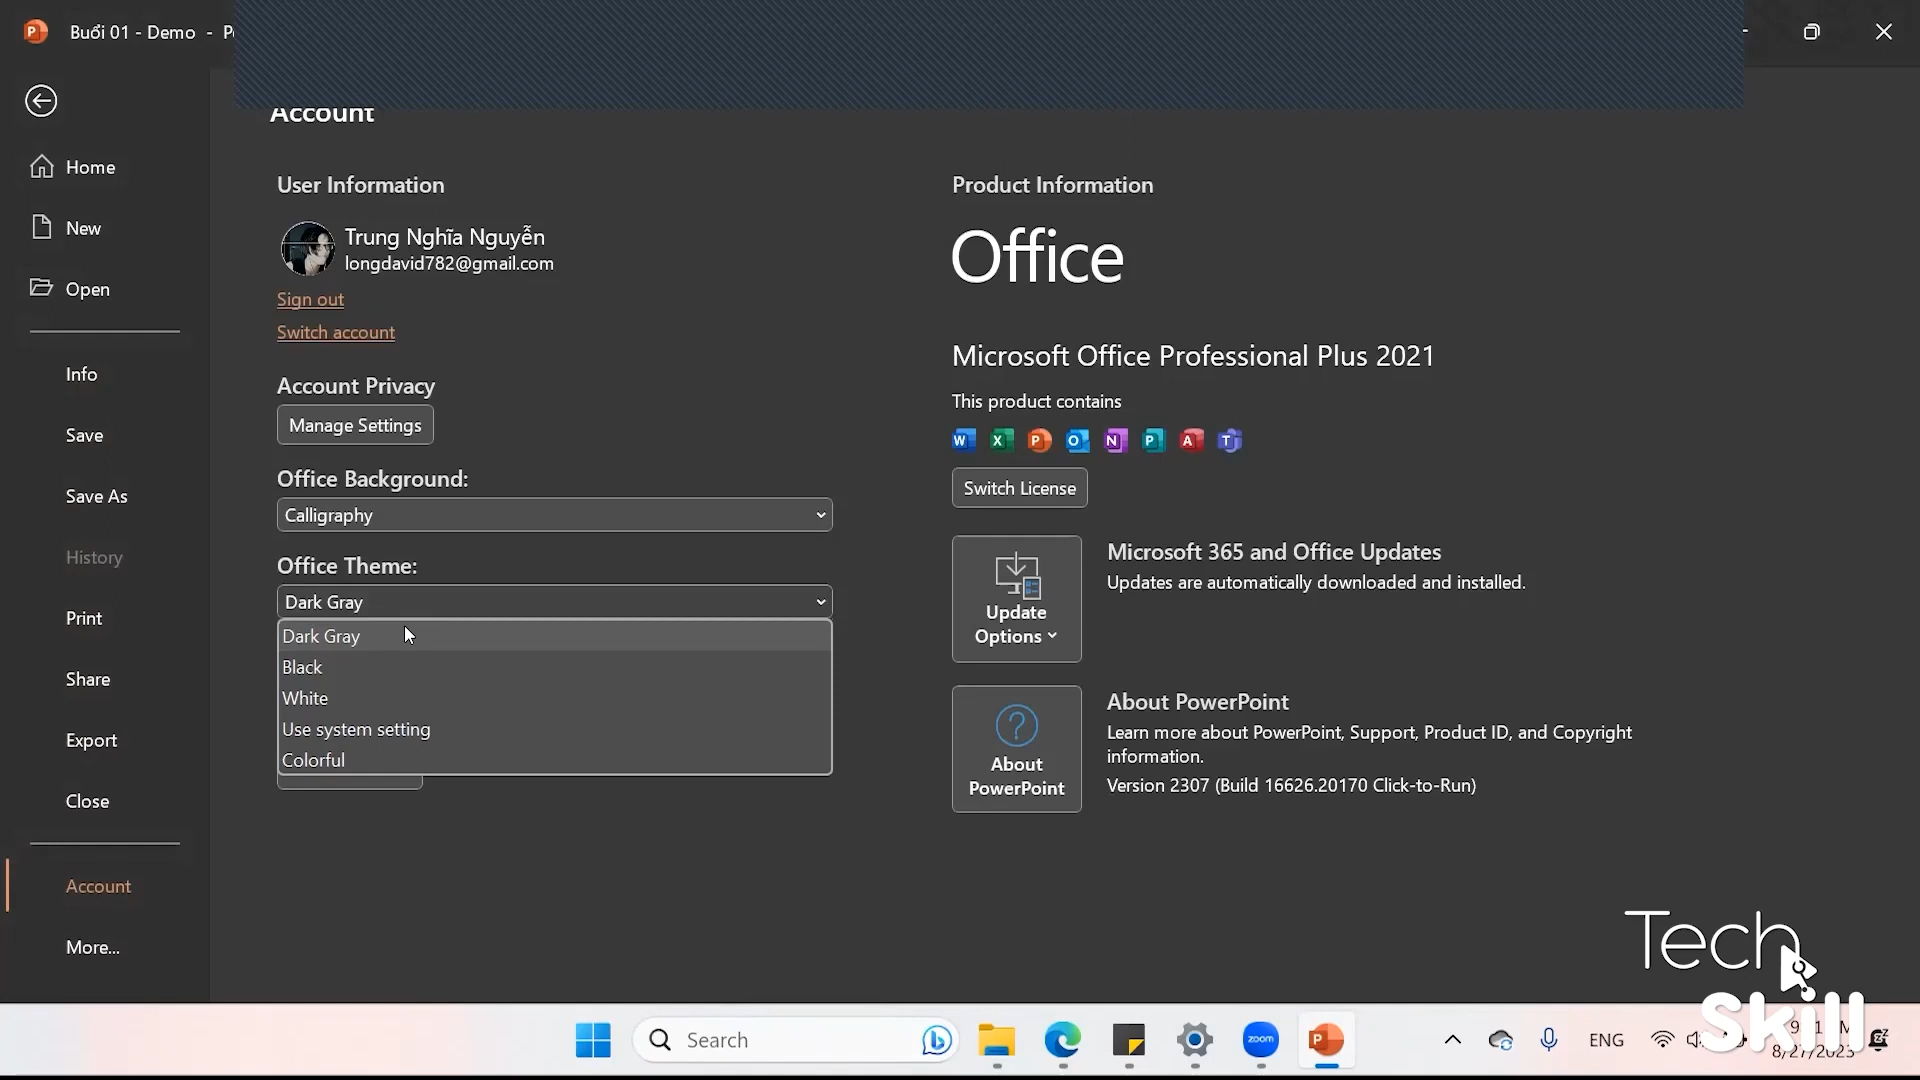 Buổi 01 - Demo -
Account
Home
New
Open
Info
Save
Save As
History
Print
Share
Export
Close
Account
More...
User Information
Trung Nghĩa Nguyễn
longdavid782@gmail.com
Sign out
Switch account
Account Privacy
Manage Settings
Office Background:
Calligraphy
Office Theme:
Dark Gray
Dark Gray
Black
White
Use system setting
Colorful
Product Information
Office
Microsoft Office Professional Plus 2021
This product contains
Switch License
Update
Options
Microsoft 365 and Office Updates
Updates are automatically downloaded and installed.
About
PowerPoint
About PowerPoint
Learn more about PowerPoint, Support, Product ID, and Copyright
information.
Version 2307 (Build 16626.20170 Click-to-Run)
Tech
Skill
Search
zoom
ENG
8/27/2023